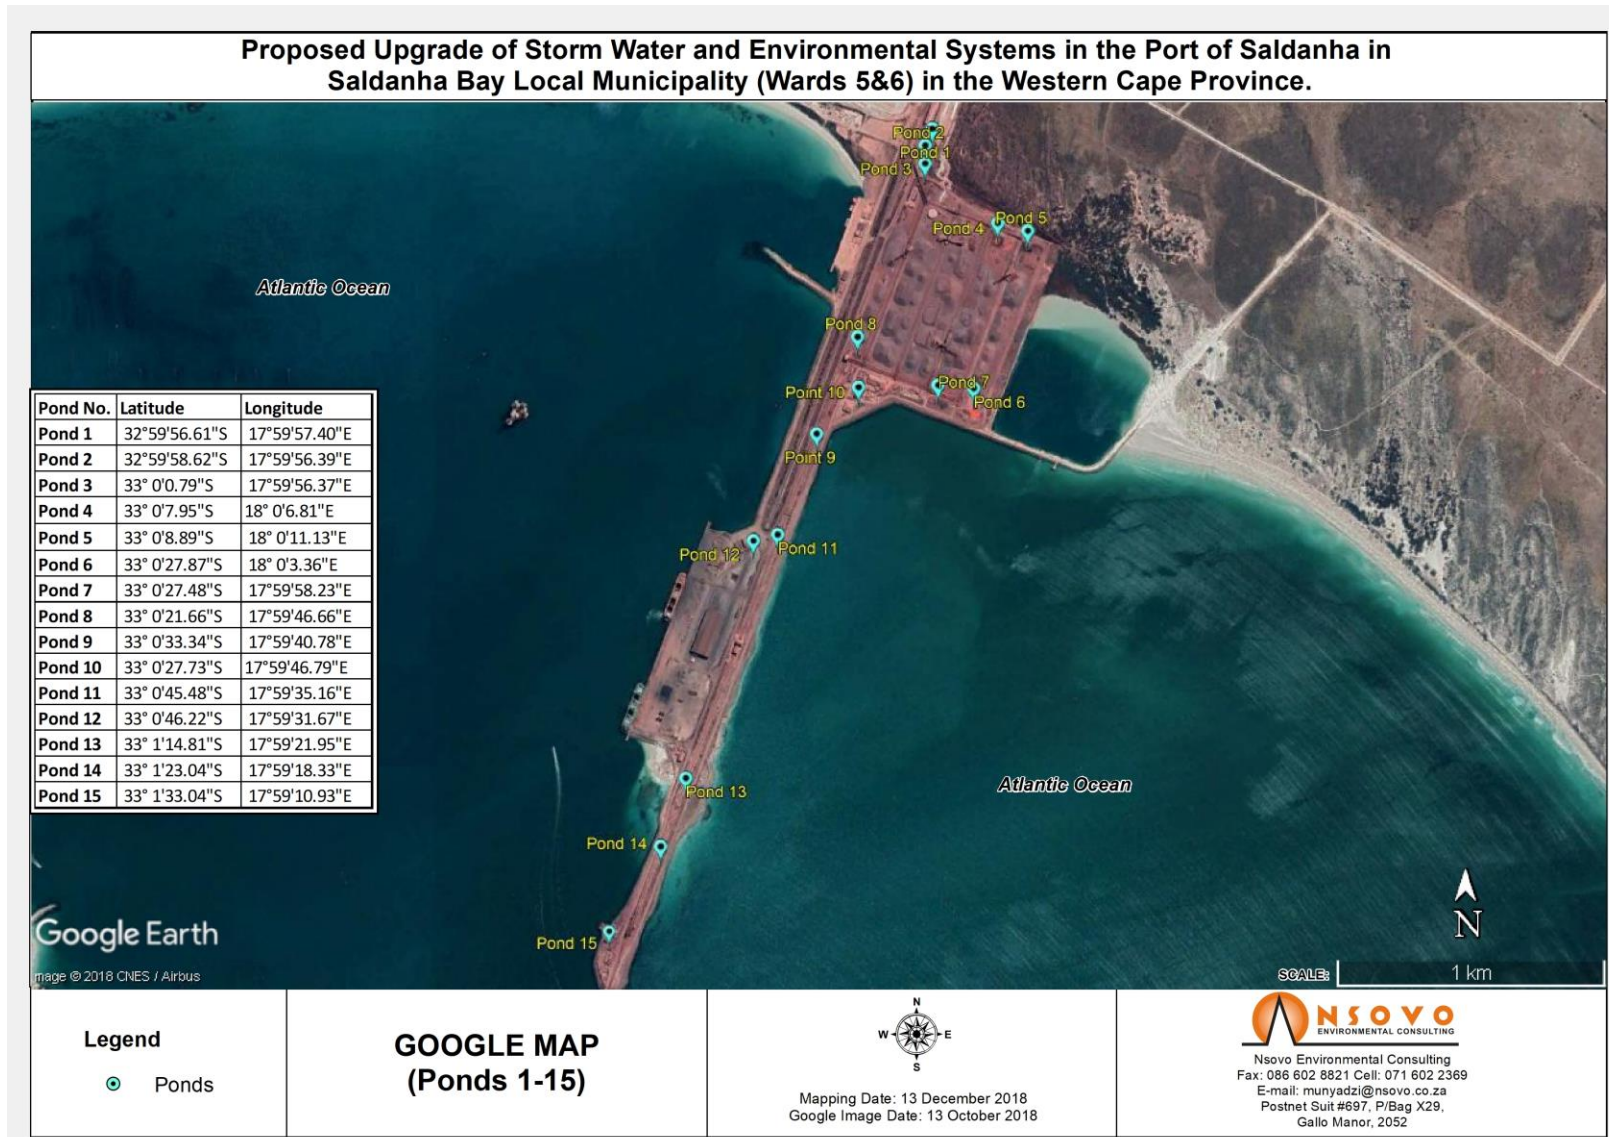 Proposed Upgrade of Storm Water and Environmental Systems in the Port of Saldanha in
Saldanha Bay Local Municipality (Wards 5&6) in the Western Cape Province.
Pond 2
Pond 1
Pond 3
Pond 5
Pond 4
Atlantic Ocean
Pond 8
Pond 7
Point 10
Pond 6
Point 9
Pond 11
Pond 12
Atlantic Ocean
Pond 13
Pond 14
Pond 15
Pond No. Latitude Longitude
Pond 1 32°59'56.61"S 17°59'57.40"E
Pond 2 32°59'58.62"S 17°59'56.39"E
Pond 3 33° 0'0.79"S 17°59'56.37"E
Pond 4 33° 0'7.95"S 18° 0'6.81"E
Pond 5 33° 0'8.89"S 18° 0'11.13"E
Pond 6 33° 0'27.87"S 18° 0'3.36"E
Pond 7 33° 0'27.48"S 17°59'58.23"E
Pond 8 33° 0'21.66"S 17°59'46.66"E
Pond 9 33° 0'33.34"S 17°59'40.78"E
Pond 10 33° 0'27.73"S 17°59'46.79"E
Pond 11 33° 0'45.48"S 17°59'35.16"E
Pond 12 33° 0'46.22"S 17°59'31.67"E
Pond 13 33° 1'14.81"S 17°59'21.95"E
Pond 14 33° 1'23.04"S 17°59'18.33"E
Pond 15 33° 1'33.04"S 17°59'10.93"E
Google Earth
mage © 2018 CNES / Airbus
N
SCALE: 1 km
Legend
Ponds
GOOGLE MAP
(Ponds 1-15)
N
W E
S
Mapping Date: 13 December 2018
Google Image Date: 13 October 2018
NSOVO
ENVIRONMENTAL CONSULTING
Nsovo Environmental Consulting
Fax: 086 602 8821 Cell: 071 602 2369
E-mail: munyadzi@nsovo.co.za
Postnet Suit #697, P/Bag X29,
Gallo Manor, 2052